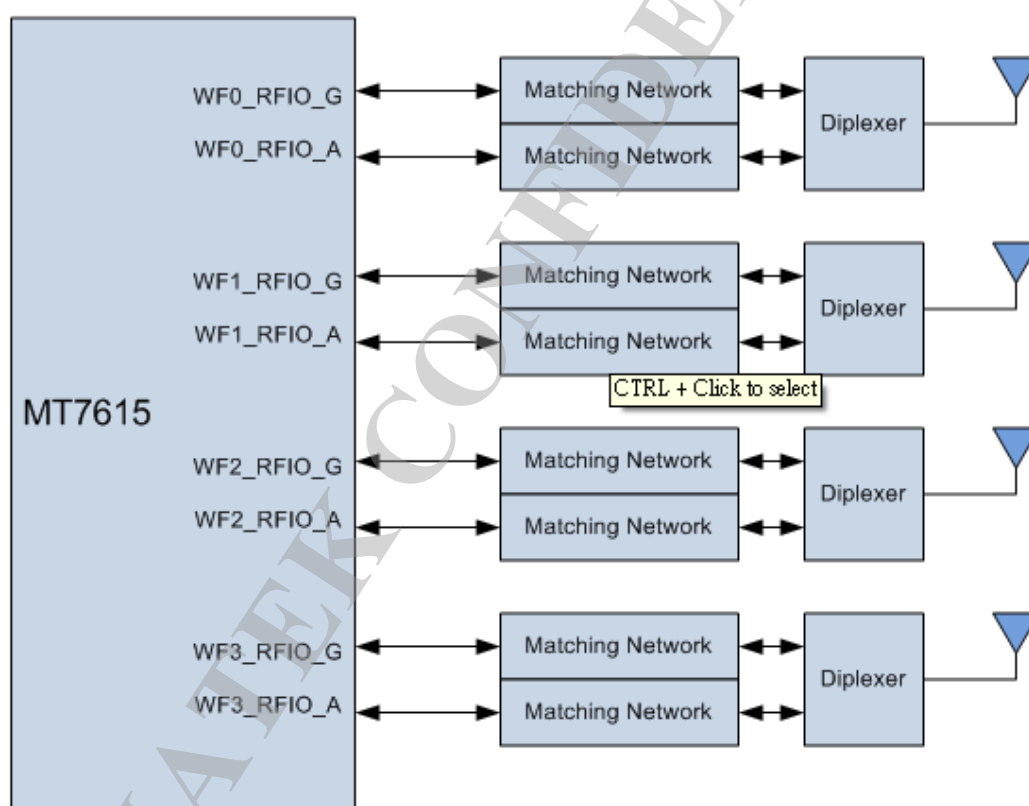 WF0_RFIO_G
Matching Network
WF0_RFIO_A
Matching Network
Diplexer
WF1_RFIO_G
Matching Network
WF1_RFIO_A
Matching Network
Diplexer
CTRL + Click to select
MT7615
WF2_RFIO_G
Matching Network
WF2_RFIO_A
Matching Network
Diplexer
WF3_RFIO_G
Matching Network
WF3_RFIO_A
Matching Network
Diplexer